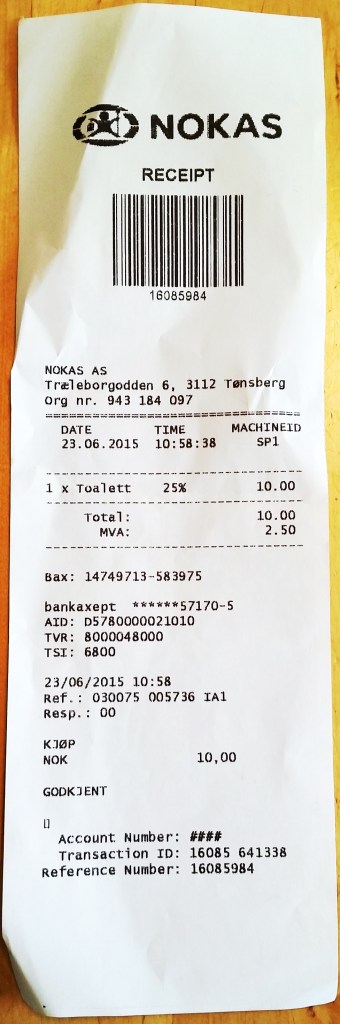 NOKAS
RECEIPT
16085984
NOKAS AS
Træleborgodden 6, 3112 Tønsberg
Org nr. 943 184 097
================================
DATE TIME MACHINEID
23.06.2015 10:58:38 SP1
--------------------------------
1 x Toalett 25% 10.00
--------------------------------
Total: 10.00
MVA: 2.50
--------------------------------
Bax: 14749713-583975
bankaxept ******57170-5
AID: D5780000021010
TVR: 8000048000
TSI: 6800
23/06/2015 10:58
Ref.: 030075 005736 IA1
Resp.: 00
KJØP
NOK 10,00
GODKJENT
▯
Account Number: ####
Transaction ID: 16085 641338
Reference Number: 16085984